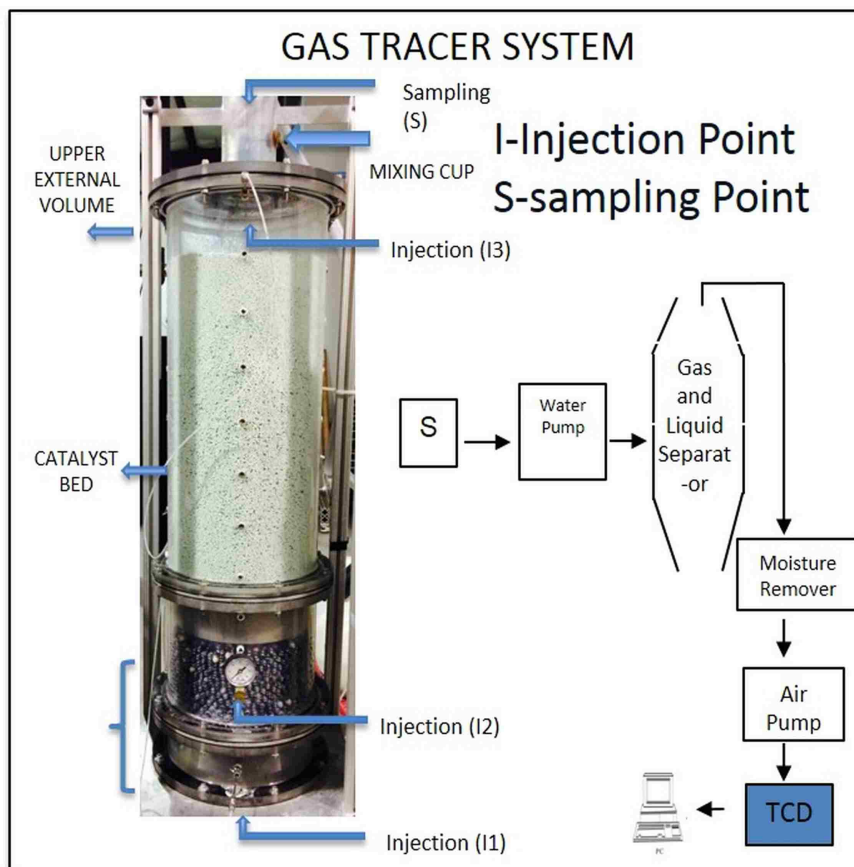 GAS TRACER SYSTEM
Sampling
(S)
I-Injection Point
S-sampling Point
UPPER
EXTERNAL
VOLUME
MIXING CUP
Injection (I3)
CATALYST
BED
S
Water
Pump
Gas
and
Liquid
Separat
-or
Moisture
Remover
Air
Pump
Injection (I2)
TCD
PC
Injection (I1)